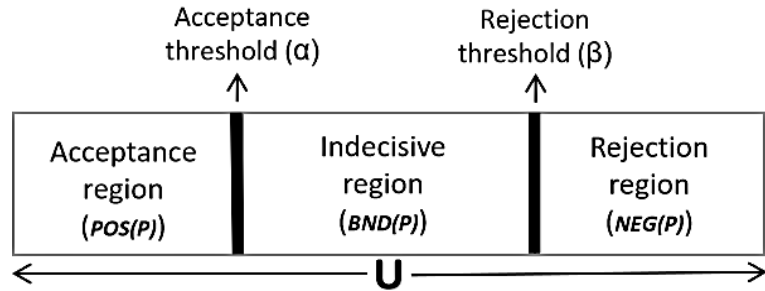 Acceptance
threshold (α)
Rejection
threshold (β)
Acceptance
region
(POS(P))
Indecisive
region
(BND(P))
Rejection
region
(NEG(P))
U